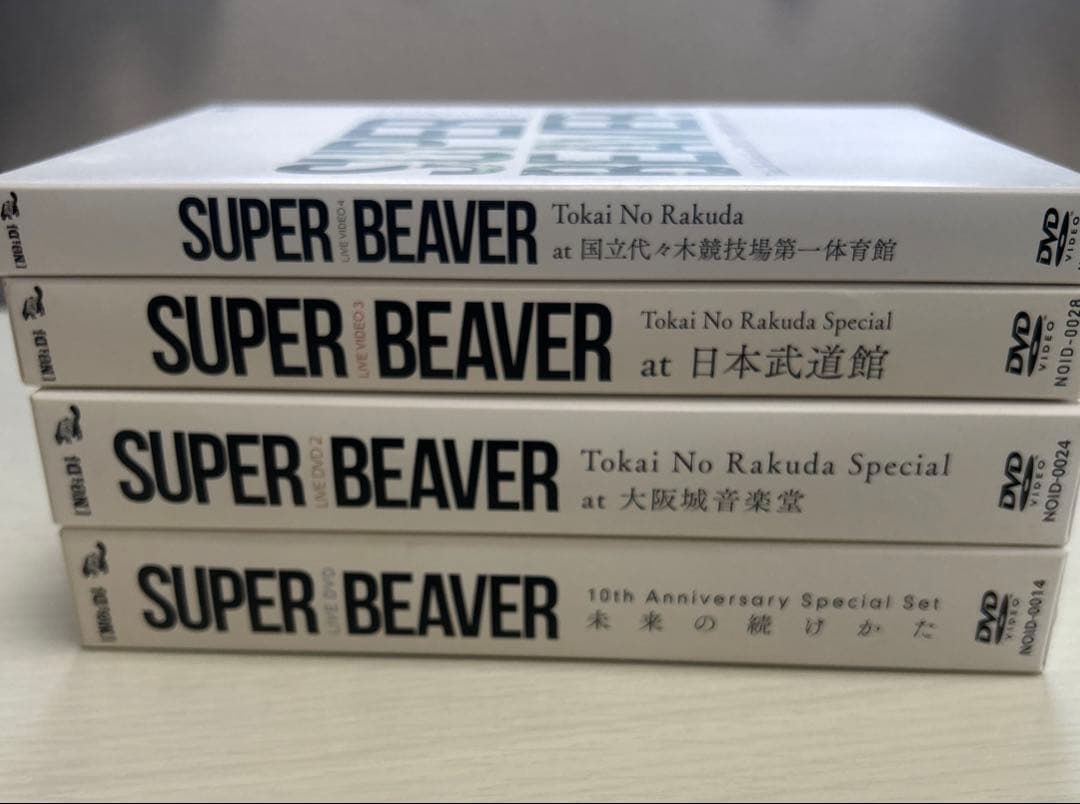 SUPER BEAVER
LIVE VIDEO 4
Tokai No Rakuda
at 国立代々木競技場第一体育館
DVD
VIDEO
[NOiD]
SUPER BEAVER
LIVE VIDEO 3
Tokai No Rakuda Special
at 日本武道館
DVD
VIDEO
NOID-0028
[NOiD]
SUPER BEAVER
LIVE DVD 2
Tokai No Rakuda Special
at 大阪城音楽堂
DVD
VIDEO
NOID-0024
[NOiD]
SUPER BEAVER
LIVE DVD
10th Anniversary Special Set
未来の続けかた
DVD
VIDEO
NOID-0014
[NOiD]